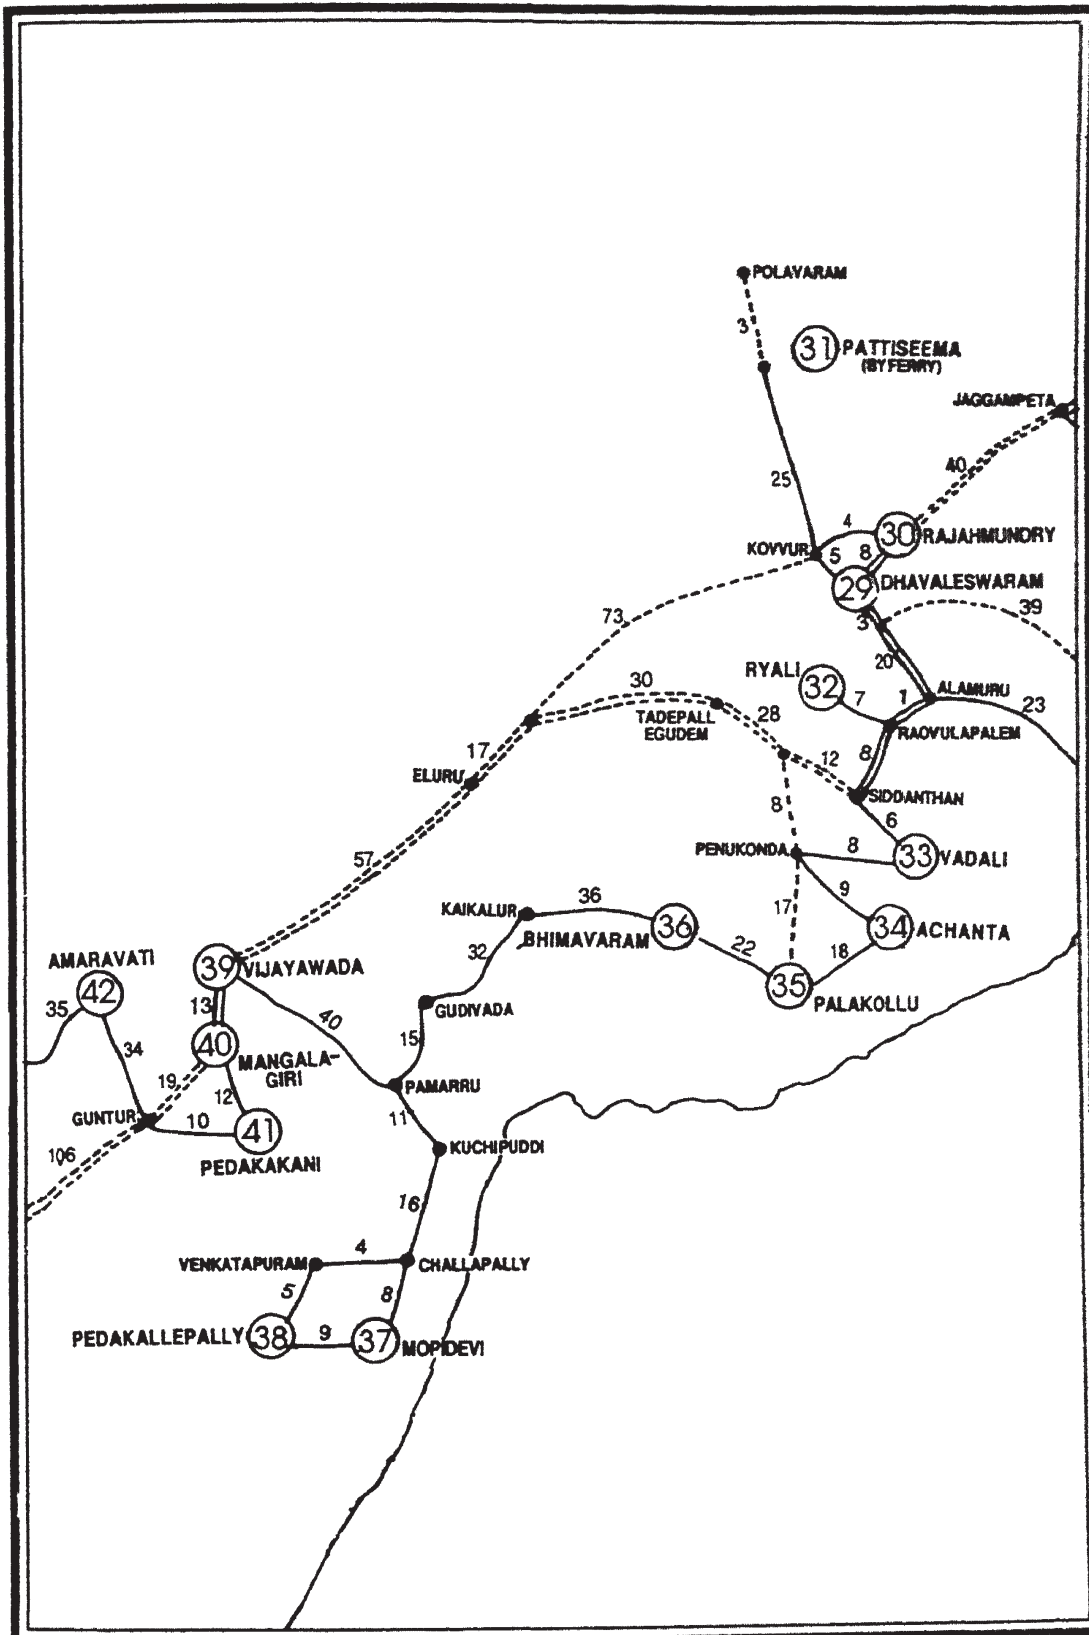 POLAVARAM
3
31 PATTISEEMA
(BY FERRY)
JAGGAMPETA
40
25
4
30 RAJAHMUNDRY
KOVVUR
5
8
29 DHAVALESWARAM
3
39
73
20
RYALI
32
7
1
ALAMURU
23
30
TADEPALL
EGUDEM
28
RAOVULAPALEM
17
ELURU
12
8
SIDDANTHAN
8
6
57
PENUKONDA
8
33 VADALI
9
17
KAIKALUR
36
BHIMAVARAM 36
34 ACHANTA
32
22
18
35
PALAKOLLU
AMARAVATI
42
39 VIJAYAWADA
35
13
40
GUDIVADA
15
34
40 MANGALA-
GIRI
19
12
PAMARRU
GUNTUR
10
41
PEDAKAKANI
11
KUCHIPUDDI
106
16
VENKATAPURAM
4
CHALLAPALLY
5
8
PEDAKALLEPALLY 38
9
37 MOPIDEVI